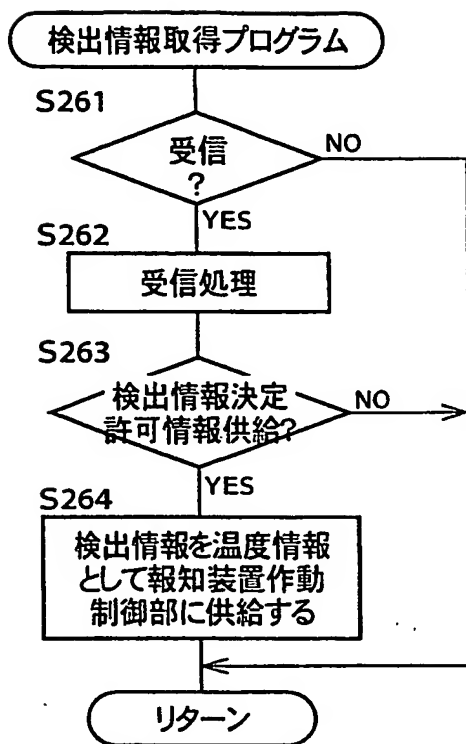 検出情報取得プログラム
S261
受信
?
NO
YES
S262
受信処理
S263
検出情報決定
許可情報供給?
NO
YES
S264
検出情報を温度情報
として報知装置作動
制御部に供給する
リターン